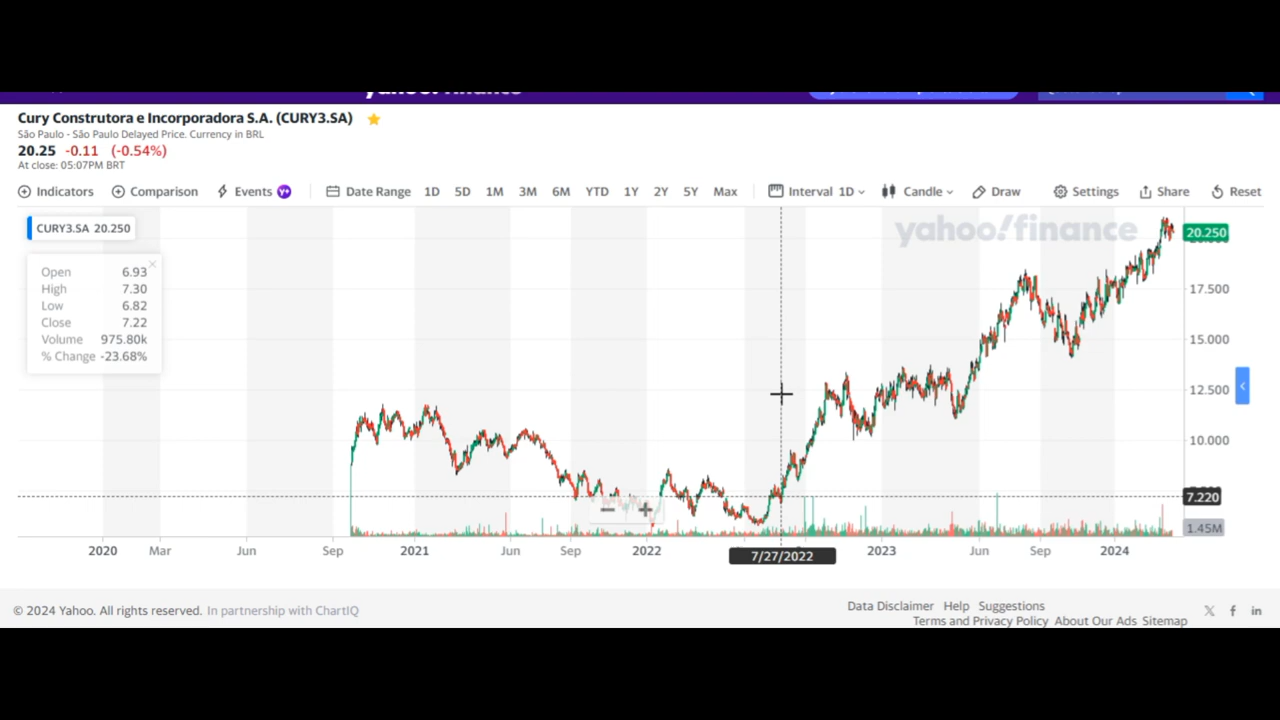 Cury Construtora e Incorporadora S.A. (CURY3.SA)
São Paulo - São Paulo Delayed Price. Currency in BRL
20.25 -0.11 (-0.54%)
At close: 05:07PM BRT
Indicators Comparison Events Y+ Date Range 1D 5D 1M 3M 6M YTD 1Y 2Y 5Y Max Interval 1D Candle Draw Settings Share Reset
CURY3.SA 20.250
yahoo!finance
20.250
Open 6.93
High 7.30
Low 6.82
Close 7.22
Volume 975.80k
% Change -23.68%
17.500
15.000
12.500
10.000
7.220
1.45M
2020 Mar Jun Sep 2021 Jun Sep 2022 7/27/2022 2023 Jun Sep 2024
© 2024 Yahoo. All rights reserved. In partnership with ChartIQ
Data Disclaimer Help Suggestions
Terms and Privacy Policy About Our Ads Sitemap